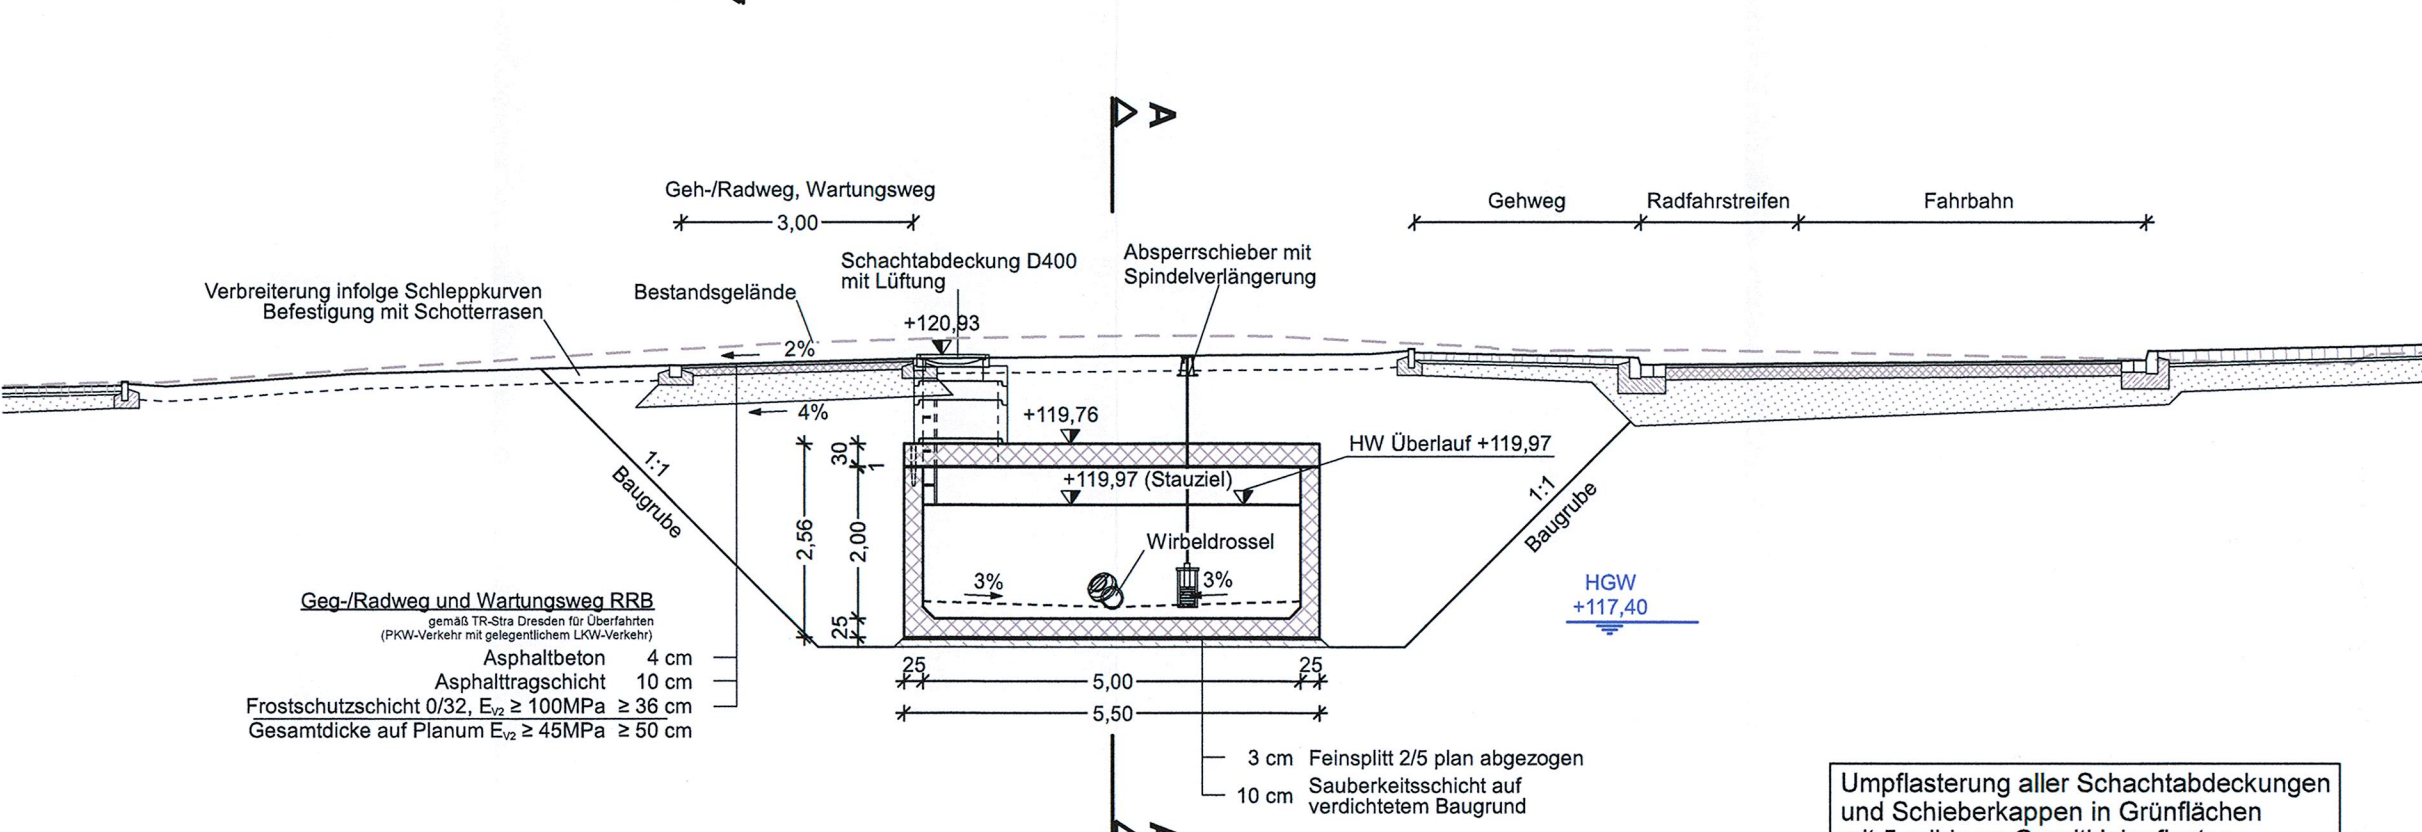 A
Geh-/Radweg, Wartungsweg
3,00
Gehweg
Radfahrstreifen
Fahrbahn
Schachtabdeckung D400
mit Lüftung
Absperrschieber mit
Spindelverlängerung
Verbreiterung infolge Schleppkurven
Befestigung mit Schotterrasen
Bestandsgelände
+120,93
2%
4%
+119,76
HW Überlauf +119,97
+119,97 (Stauziel)
30
1
2,56
2,00
25
1:1
Baugrube
1:1
Baugrube
Wirbeldrossel
3%
3%
HGW
+117,40
Geg-/Radweg und Wartungsweg RRB
gemäß TR-Stra Dresden für Überfahrten
(PKW-Verkehr mit gelegentlichem LKW-Verkehr)
Asphaltbeton 4 cm
Asphalttragschicht 10 cm
Frostschutzschicht 0/32, Ev2 ≥ 100MPa ≥ 36 cm
Gesamtdicke auf Planum Ev2 ≥ 45MPa ≥ 50 cm
25
5,00
25
5,50
3 cm Feinsplitt 2/5 plan abgezogen
10 cm Sauberkeitsschicht auf
verdichtetem Baugrund
Umpflasterung aller Schachtabdeckungen
und Schieberkappen in Grünflächen